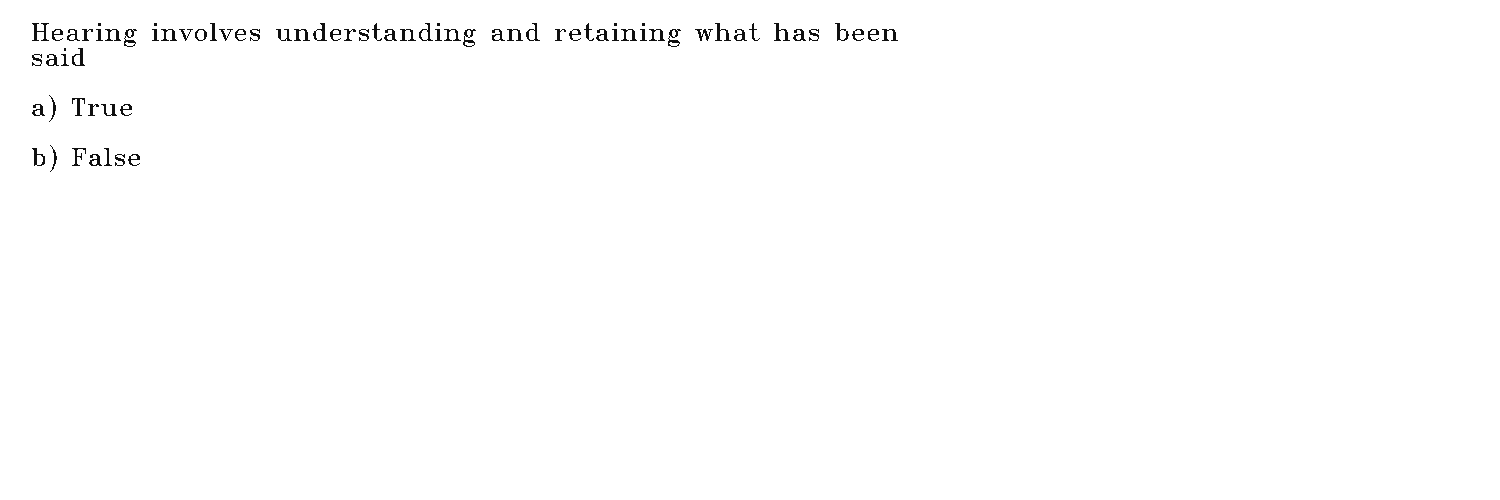 Hearing involves understanding and retaining what has been
said
a) True
b) False